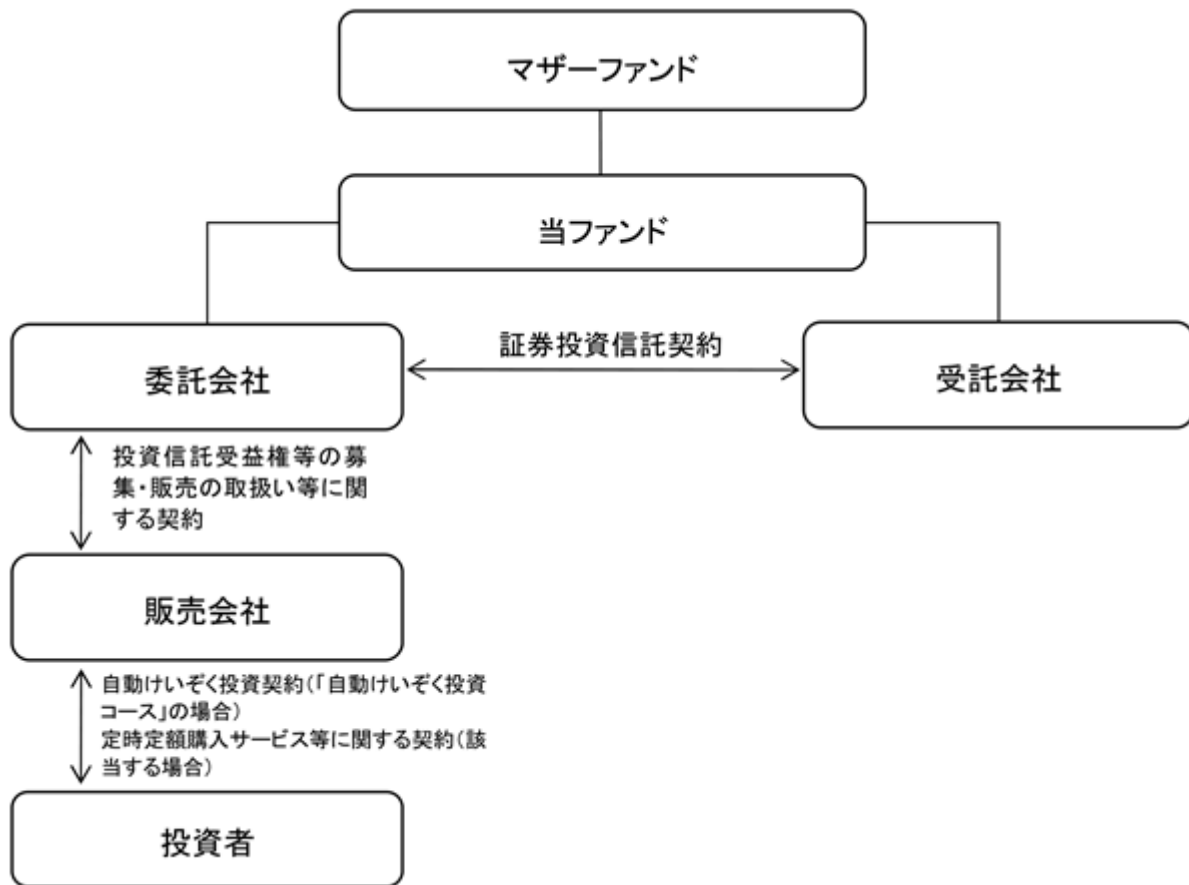 マザーファンド
当ファンド
委託会社
証券投資信託契約
受託会社
投資信託受益権等の募
集・販売の取扱い等に関
する契約
販売会社
自動けいぞく投資契約(「自動けいぞく投資
コース」の場合)
定時定額購入サービス等に関する契約(該
当する場合)
投資者